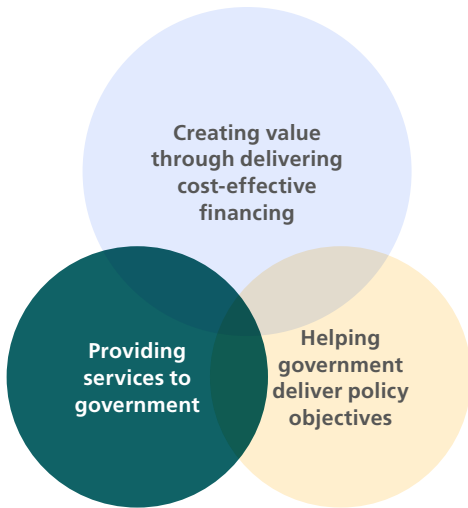 Creating value
through delivering
cost-effective
financing
Providing
services to
government
Helping
government
deliver policy
objectives